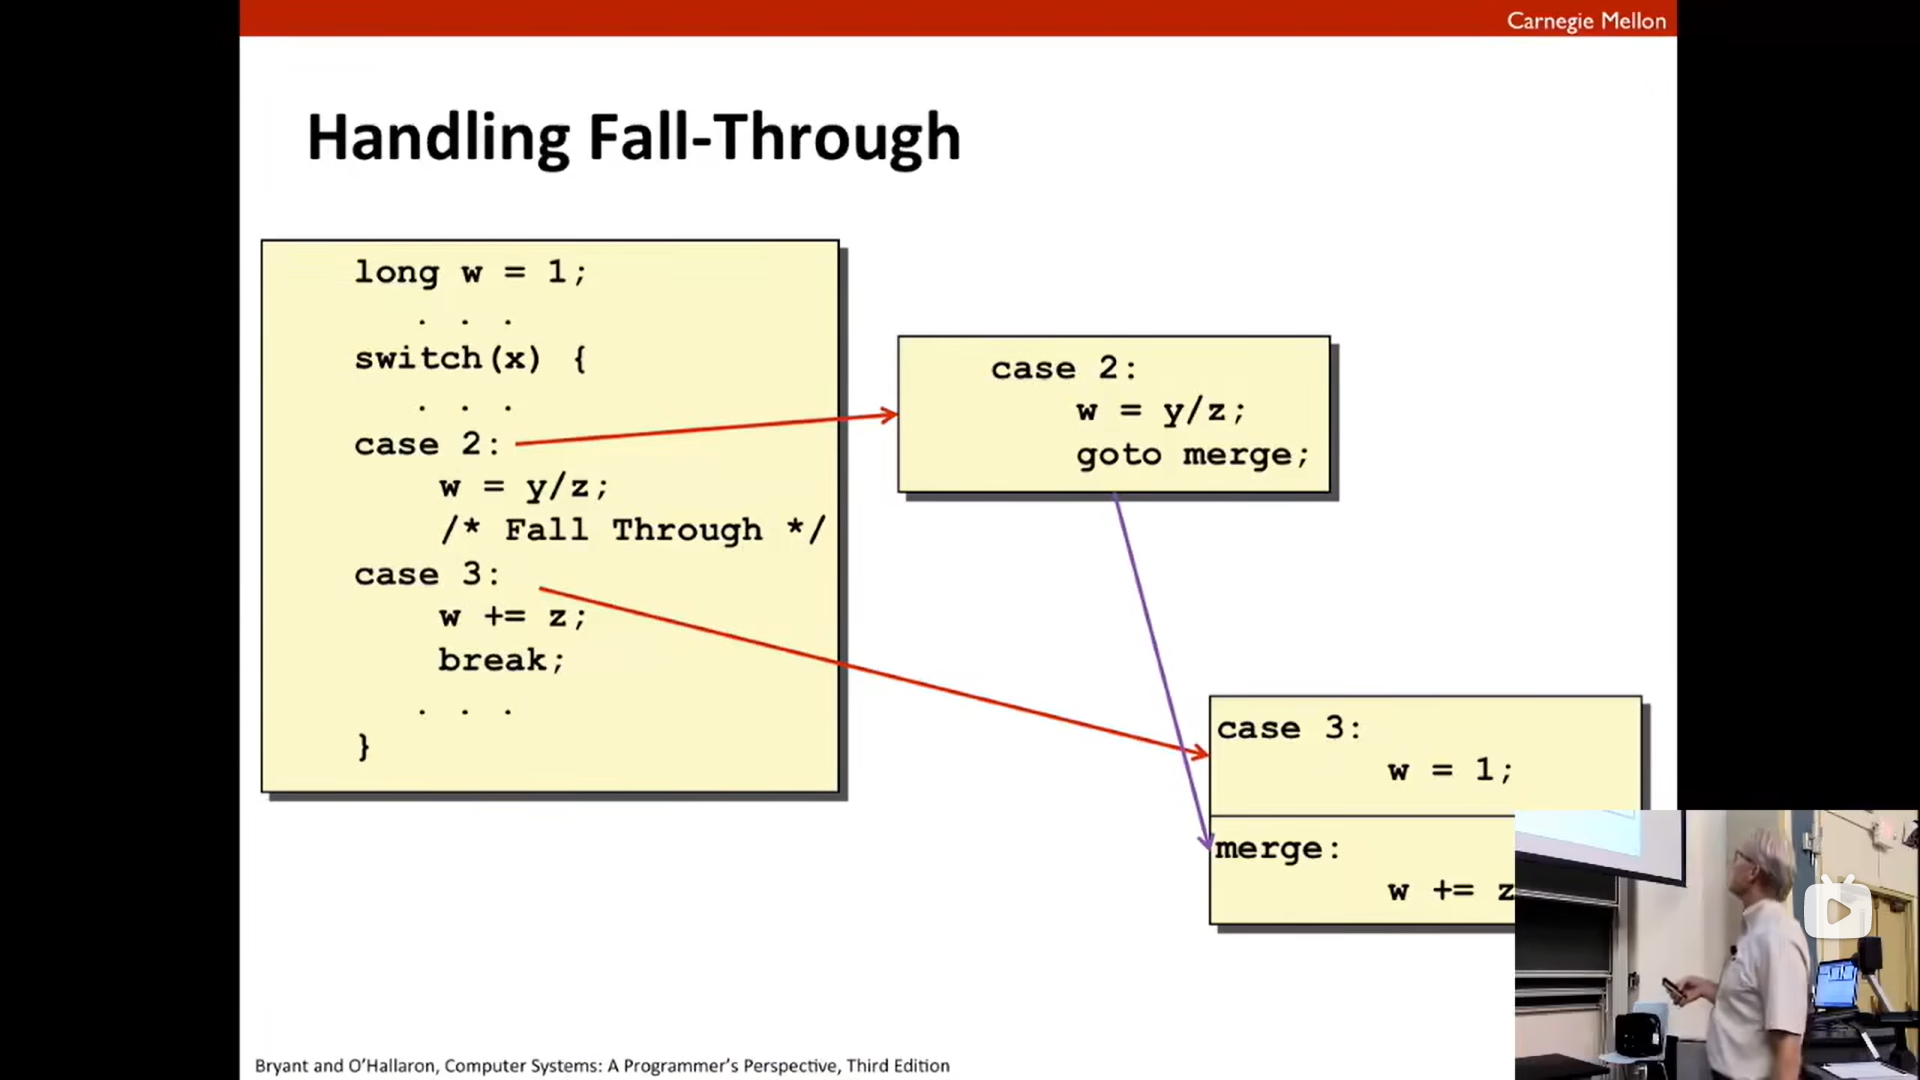 Carnegie Mellon
Handling Fall-Through
long w = 1;
. . .
switch(x) {
. . .
case 2:
w = y/z;
/* Fall Through */
case 3:
w += z;
break;
. . .
}
case 2:
w = y/z;
goto merge;
case 3:
w = 1;
merge:
w += z
Bryant and O'Hallaron, Computer Systems: A Programmer's Perspective, Third Edition